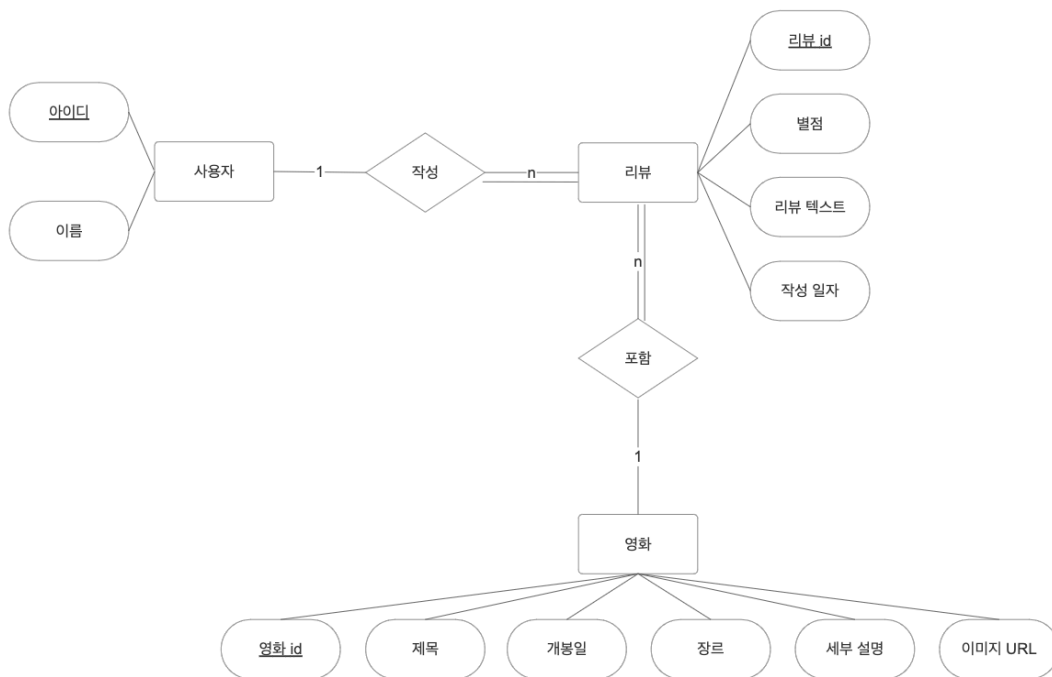 리뷰 id
아이디
별점
사용자
1
작성
n
리뷰
리뷰 텍스트
이름
n
작성 일자
포함
1
영화
영화 id
제목
개봉일
장르
세부 설명
이미지 URL